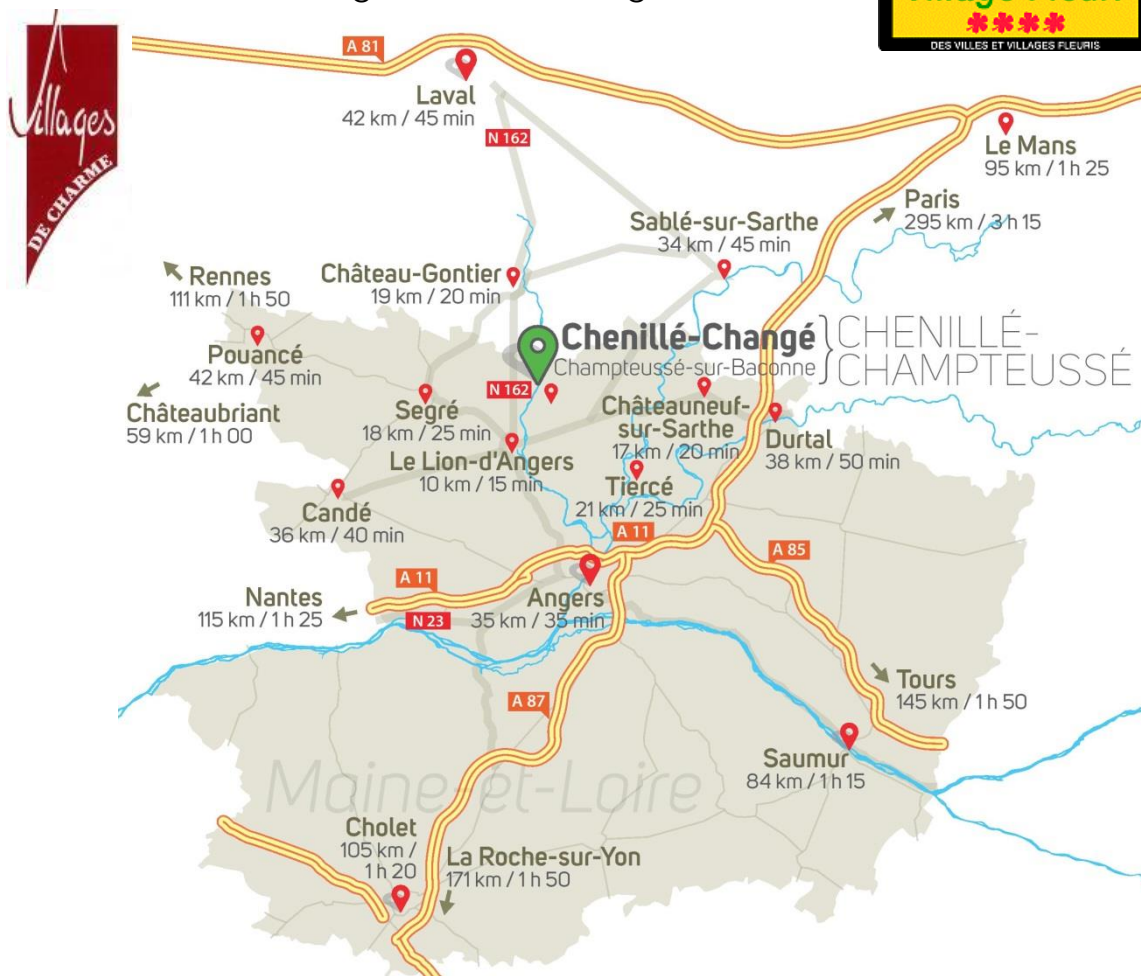 Villages
DE CHARME
DES VILLES ET VILLAGES FLEURIS
A 81
Laval
42 km / 45 min
N 162
Le Mans
95 km / 1 h 25
Paris
295 km / 3 h 15
Sablé-sur-Sarthe
34 km / 45 min
Rennes
111 km / 1 h 50
Château-Gontier
19 km / 20 min
Pouancé
42 km / 45 min
Chenillé-Changé
Champteussé-sur-Baconne
CHENILLÉ-
CHAMPTEUSSÉ
Châteaubriant
59 km / 1 h 00
Segré
18 km / 25 min
N 162
Châteauneuf-
sur-Sarthe
17 km / 20 min
Durtal
38 km / 50 min
Le Lion-d'Angers
10 km / 15 min
Tiercé
21 km / 25 min
Candé
36 km / 40 min
A 11
A 85
A 11
Nantes
115 km / 1 h 25
N 23
Angers
35 km / 35 min
A 87
Tours
145 km / 1 h 50
Saumur
84 km / 1 h 15
Maine-et-Loire
Cholet
105 km /
1 h 20
La Roche-sur-Yon
171 km / 1 h 50